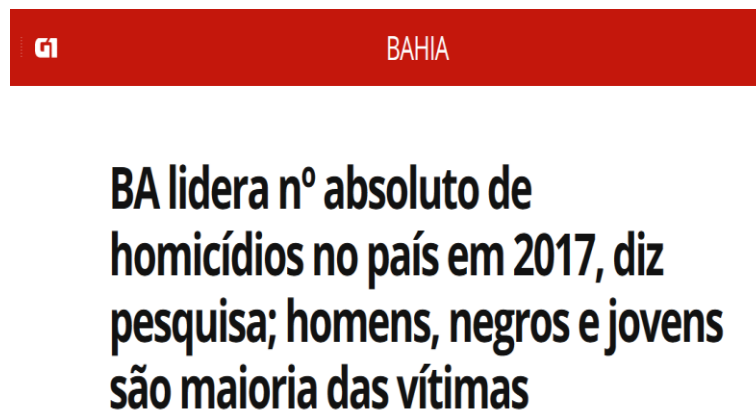 G1
BAHIA
BA lidera nº absoluto de
homicídios no país em 2017, diz
pesquisa; homens, negros e jovens
são maioria das vítimas